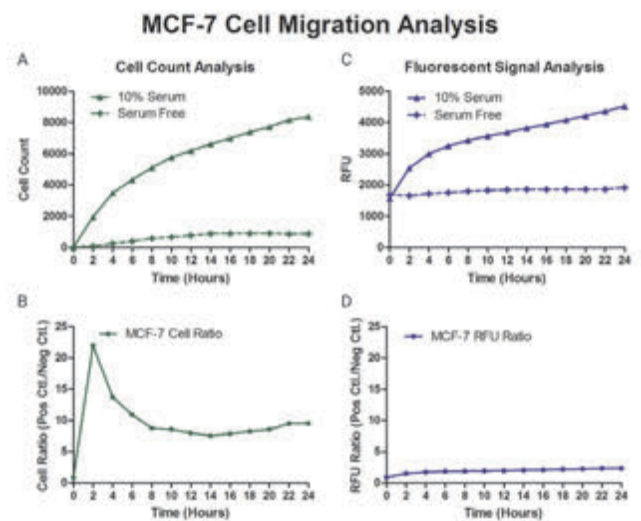 MCF-7 Cell Migration Analysis
A
Cell Count Analysis
10% Serum
Serum Free
Cell Count
10000
8000
6000
4000
2000
0
0 2 4 6 8 10 12 14 16 18 20 22 24
Time (Hours)
C
Fluorescent Signal Analysis
10% Serum
Serum Free
RFU
5000
4000
3000
2000
1000
0
0 2 4 6 8 10 12 14 16 18 20 22 24
Time (Hours)
B
MCF-7 Cell Ratio
Cell Ratio (Pos Ctl./Neg Ctl.)
25
20
15
10
5
0
0 2 4 6 8 10 12 14 16 18 20 22 24
Time (Hours)
D
MCF-7 RFU Ratio
RFU Ratio (Pos Ctl./Neg Ctl.)
25
20
15
10
5
0
0 2 4 6 8 10 12 14 16 18 20 22 24
Time (Hours)